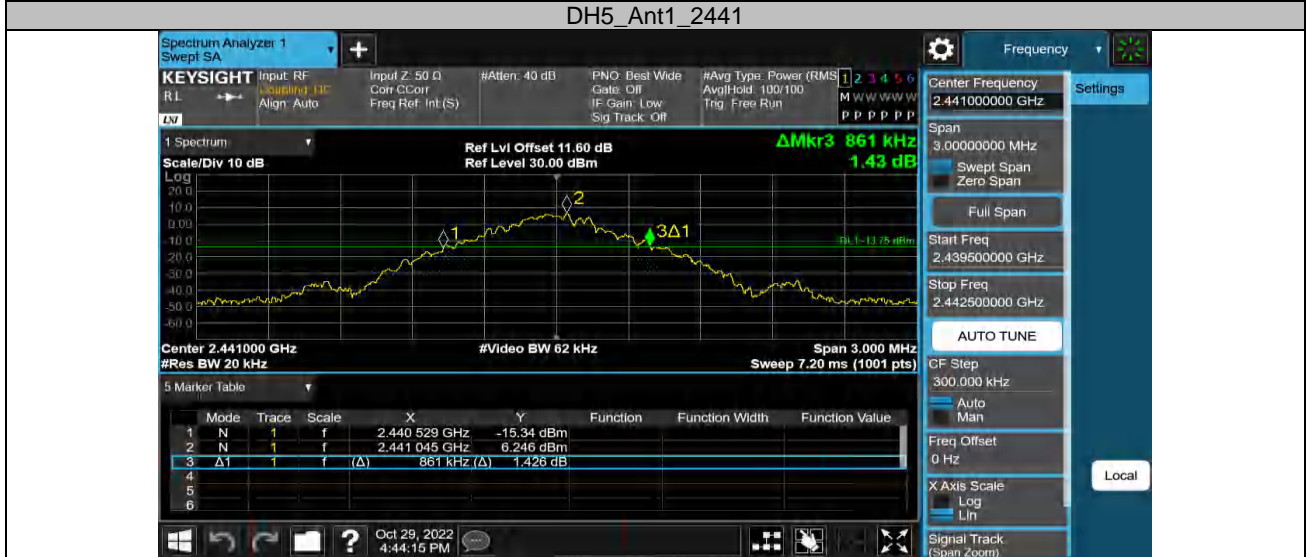 DH5_Ant1_2441
Spectrum Analyzer 1
Swept SA
Frequency
KEYSIGHT
RL
LXI
Input: RF
Coupling: DC
Align: Auto
Input Z: 50 Ω
Corr CCorr
Freq Ref: Int (S)
#Atten: 40 dB
PNO: Best Wide
Gate: Off
IF Gain: Low
Sig Track: Off
#Avg Type: Power (RMS
Avg|Hold: 100/100
Trig: Free Run
1 2 3 4 5 6
M W W W W W
P P P P P P
Center Frequency
2.441000000 GHz
Settings
Span
3.00000000 MHz
Swept Span
Zero Span
Full Span
Start Freq
2.439500000 GHz
Stop Freq
2.442500000 GHz
AUTO TUNE
CF Step
300.000 kHz
Auto
Man
Freq Offset
0 Hz
X Axis Scale
Log
Lin
Signal Track
(Span Zoom)
Local
1 Spectrum
Scale/Div 10 dB
Ref Lvl Offset 11.60 dB
Ref Level 30.00 dBm
ΔMkr3 861 kHz
1.43 dB
Log
20.0
10.0
0.00
-10.0
-20.0
-30.0
-40.0
-50.0
-60.0
1
2
3Δ1
DL1 -13.75 dBm
Center 2.441000 GHz
#Video BW 62 kHz
Span 3.000 MHz
#Res BW 20 kHz
Sweep 7.20 ms (1001 pts)
5 Marker Table
Mode Trace Scale X Y Function Function Width Function Value
1 N 1 f 2.440 529 GHz -15.34 dBm
2 N 1 f 2.441 045 GHz 6.246 dBm
3 Δ1 1 f (Δ) 861 kHz (Δ) 1.426 dB
4
5
6
?
Oct 29, 2022
4:44:15 PM